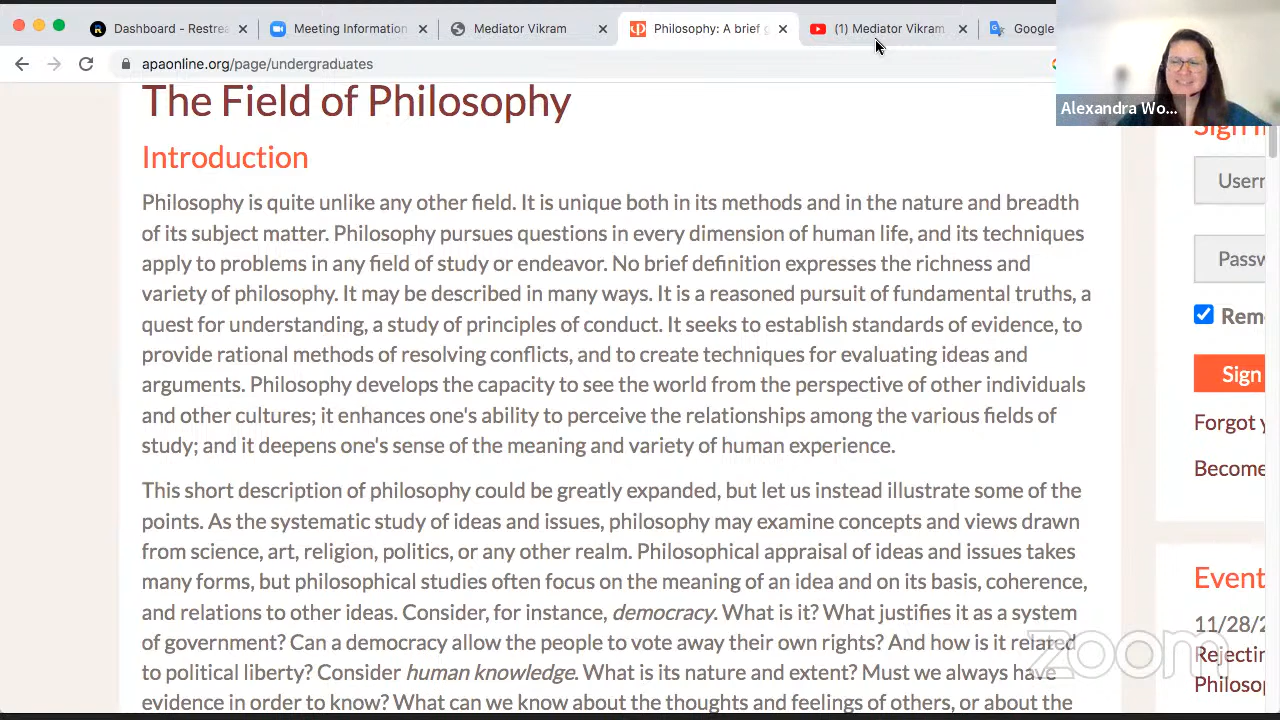 Dashboard - Restrea
Meeting Information
Mediator Vikram
Philosophy: A brief g
(1) Mediator Vikram
Google
apaonline.org/page/undergraduates
Alexandra Wo...
The Field of Philosophy
Introduction
Philosophy is quite unlike any other field. It is unique both in its methods and in the nature and breadth
of its subject matter. Philosophy pursues questions in every dimension of human life, and its techniques
apply to problems in any field of study or endeavor. No brief definition expresses the richness and
variety of philosophy. It may be described in many ways. It is a reasoned pursuit of fundamental truths, a
quest for understanding, a study of principles of conduct. It seeks to establish standards of evidence, to
provide rational methods of resolving conflicts, and to create techniques for evaluating ideas and
arguments. Philosophy develops the capacity to see the world from the perspective of other individuals
and other cultures; it enhances one's ability to perceive the relationships among the various fields of
study; and it deepens one's sense of the meaning and variety of human experience.
This short description of philosophy could be greatly expanded, but let us instead illustrate some of the
points. As the systematic study of ideas and issues, philosophy may examine concepts and views drawn
from science, art, religion, politics, or any other realm. Philosophical appraisal of ideas and issues takes
many forms, but philosophical studies often focus on the meaning of an idea and on its basis, coherence,
and relations to other ideas. Consider, for instance, democracy. What is it? What justifies it as a system
of government? Can a democracy allow the people to vote away their own rights? And how is it related
to political liberty? Consider human knowledge. What is its nature and extent? Must we always have
evidence in order to know? What can we know about the thoughts and feelings of others, or about the
Sign I
Usern
Passw
Rem
Sign
Forgot y
Become
Event
11/28/2
Rejectin
Philoso
zoom